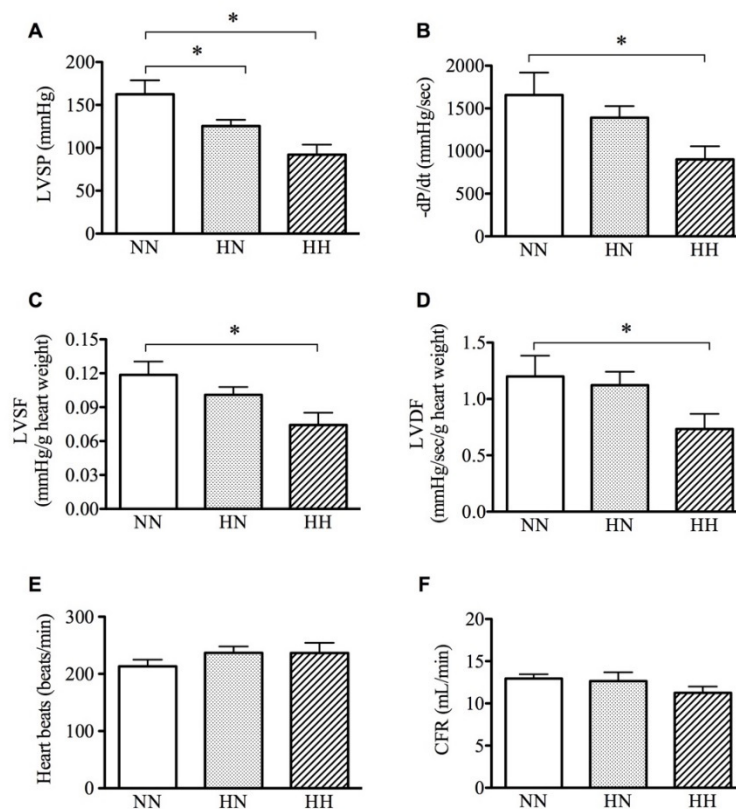 A
*
*
LVSP (mmHg)
200
150
100
50
0
NN HN HH
B
*
-dP/dt (mmHg/sec)
2000
1500
1000
500
0
NN HN HH
C
*
LVSF
(mmHg/g heart weight)
0.15
0.12
0.09
0.06
0.03
0.00
NN HN HH
D
*
LVDF
(mmHg/sec/g heart weight)
1.5
1.0
0.5
0.0
NN HN HH
E
Heart beats (beats/min)
300
200
100
0
NN HN HH
F
CFR (mL/min)
20
15
10
5
0
NN HN HH